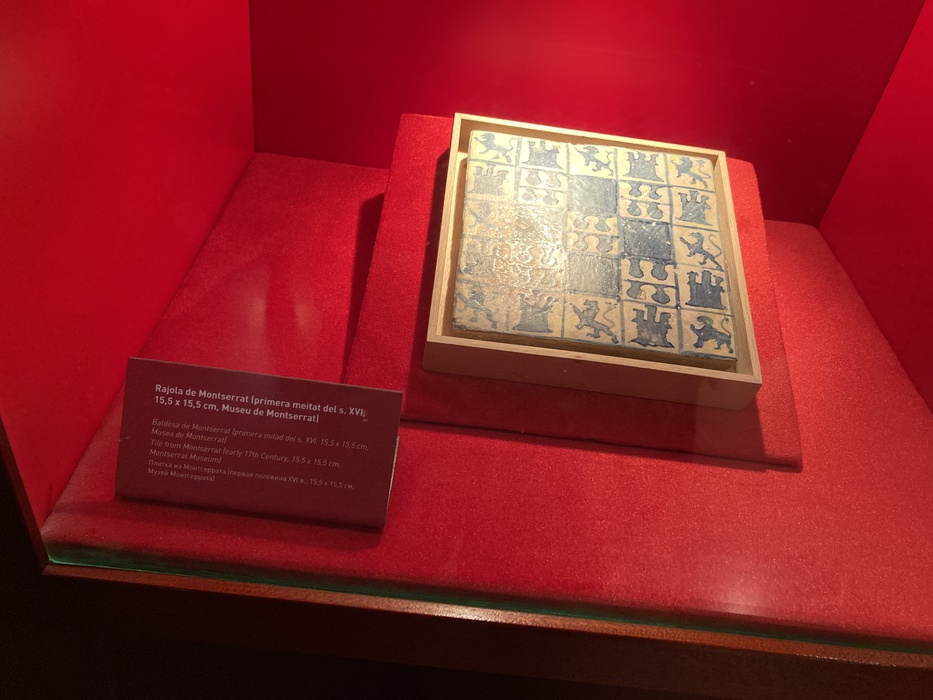 Rajola de Montserrat (primera meitat del s. XVI,
15,5 x 15,5 cm, Museu de Montserrat)
Baldosa de Montserrat (primera mitad del s. XVI, 15,5 x 15,5 cm,
Museo de Montserrat)
Tile from Montserrat (early 17th Century, 15.5 x 15.5 cm,
Montserrat Museum)
Плитка из Монтсеррата (первая половина XVI в., 15,5 x 15,5 см,
Музей Монтсеррата)